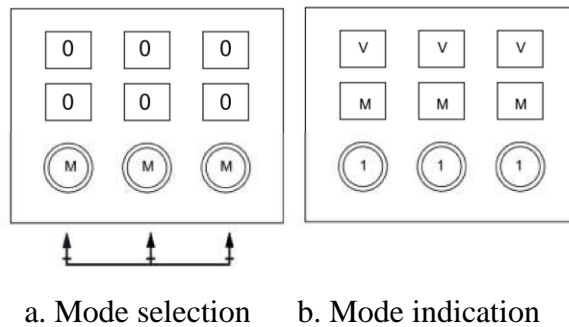 0 0 0
0 0 0
M M M
V V V
M M M
1 1 1
a. Mode selection
b. Mode indication